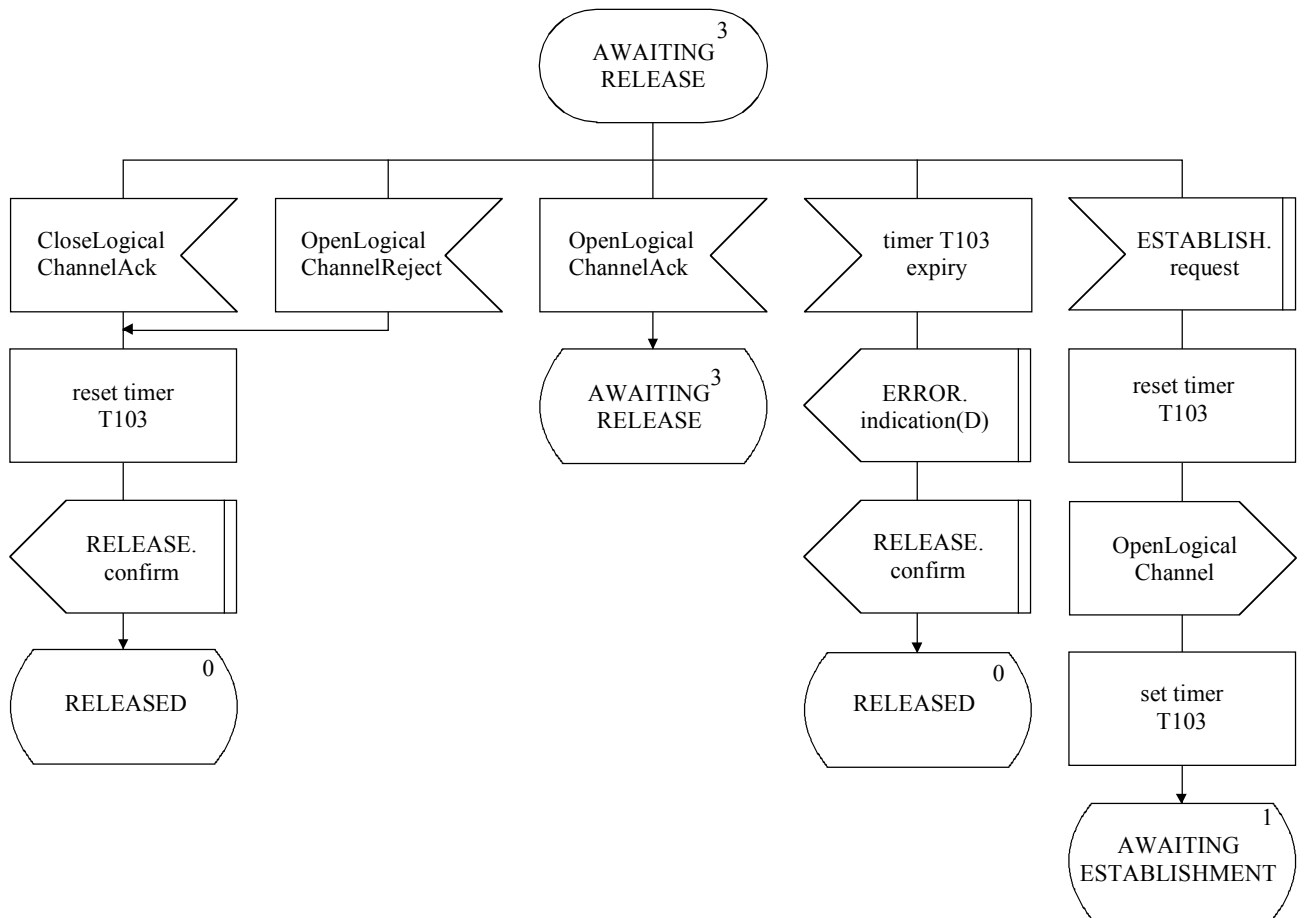 3
AWAITING
RELEASE
CloseLogical
ChannelAck
OpenLogical
ChannelReject
OpenLogical
ChannelAck
timer T103
expiry
ESTABLISH.
request
reset timer
T103
AWAITING
3
RELEASE
ERROR.
indication(D)
reset timer
T103
RELEASE.
confirm
RELEASE.
confirm
OpenLogical
Channel
0
RELEASED
0
RELEASED
set timer
T103
1
AWAITING
ESTABLISHMENT